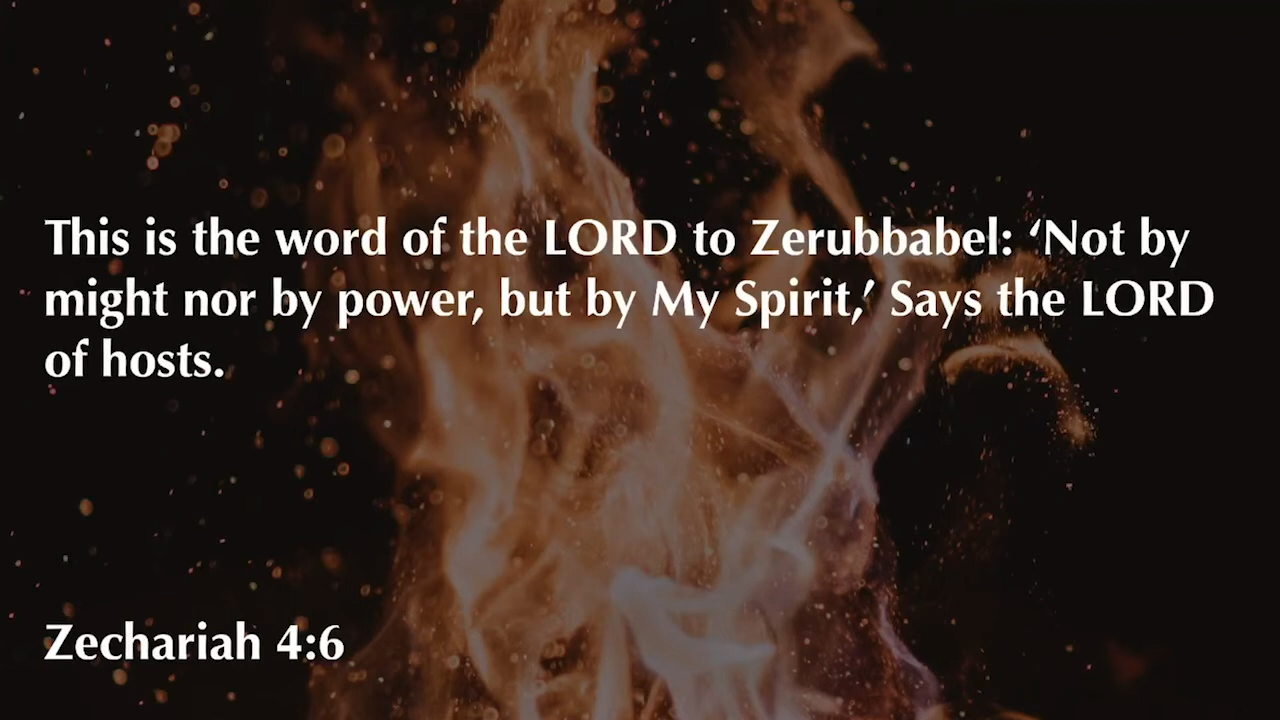 This is the word of the LORD to Zerubbabel: ‘Not by
might nor by power, but by My Spirit,’ Says the LORD
of hosts.
Zechariah 4:6